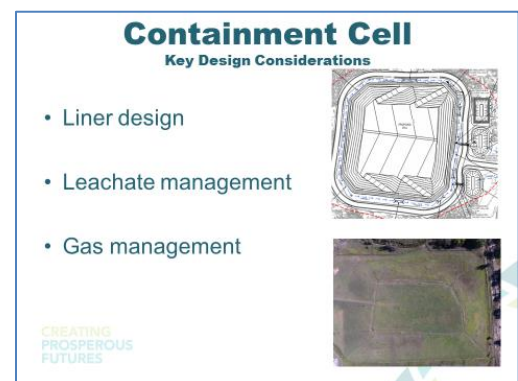 Containment Cell
Key Design Considerations
• Liner design
• Leachate management
• Gas management
CREATING
PROSPEROUS
FUTURES